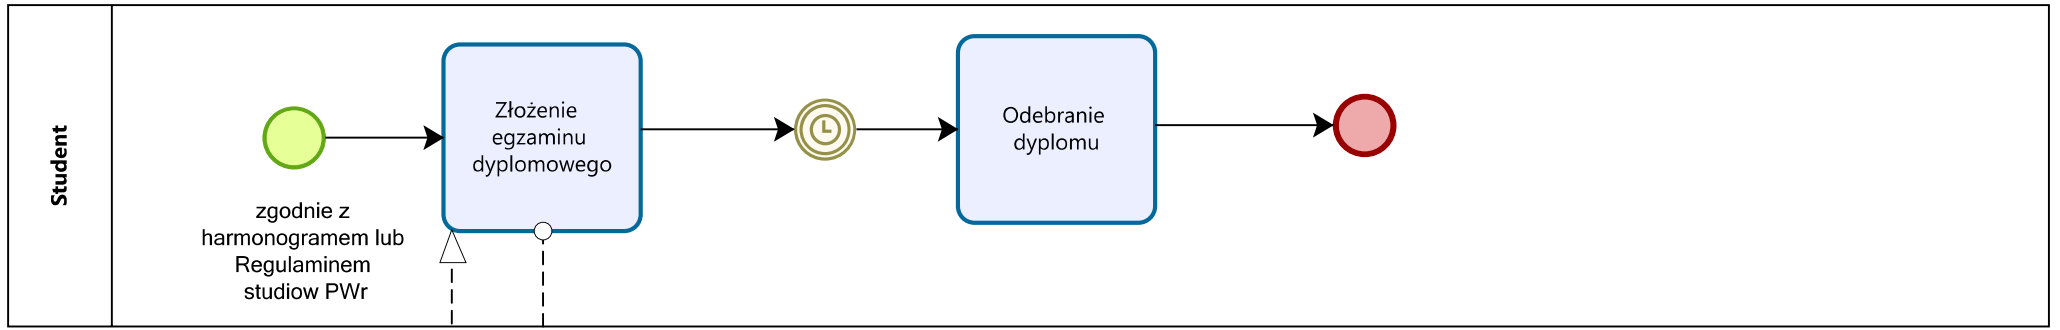 Student
zgodnie z
harmonogramem lub
Regulaminem
studiow PWr
Złożenie
egzaminu
dyplomowego
Odebranie
dyplomu